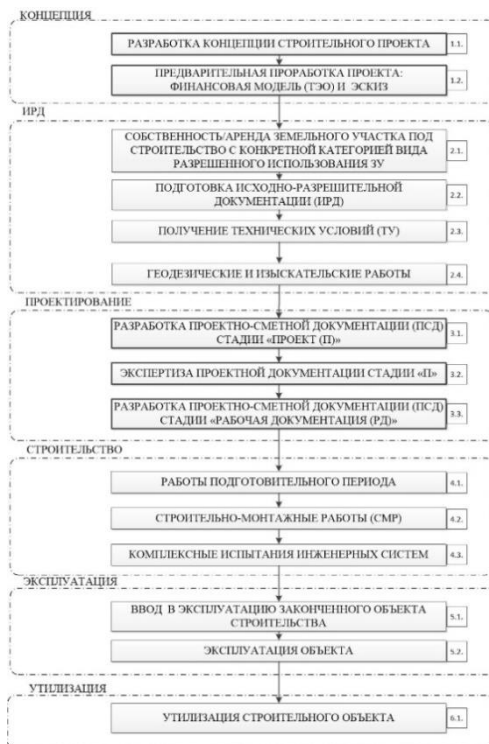 КОНЦЕПЦИЯ
РАЗРАБОТКА КОНЦЕПЦИИ СТРОИТЕЛЬНОГО ПРОЕКТА
1.1.
ПРЕДВАРИТЕЛЬНАЯ ПРОРАБОТКА ПРОЕКТА:
ФИНАНСОВАЯ МОДЕЛЬ (ТЭО) И ЭСКИЗ
1.2.
ИРД
СОБСТВЕННОСТЬ/АРЕНДА ЗЕМЕЛЬНОГО УЧАСТКА ПОД
СТРОИТЕЛЬСТВО С КОНКРЕТНОЙ КАТЕГОРИЕЙ ВИДА
РАЗРЕШЕННОГО ИСПОЛЬЗОВАНИЯ ЗУ
2.1.
ПОДГОТОВКА ИСХОДНО-РАЗРЕШИТЕЛЬНОЙ
ДОКУМЕНТАЦИИ (ИРД)
2.2.
ПОЛУЧЕНИЕ ТЕХНИЧЕСКИХ УСЛОВИЙ (ТУ)
2.3.
ГЕОДЕЗИЧЕСКИЕ И ИЗЫСКАТЕЛЬСКИЕ РАБОТЫ
2.4.
ПРОЕКТИРОВАНИЕ
РАЗРАБОТКА ПРОЕКТНО-СМЕТНОЙ ДОКУМЕНТАЦИИ (ПСД)
СТАДИИ «ПРОЕКТ (П)»
3.1.
ЭКСПЕРТИЗА ПРОЕКТНОЙ ДОКУМЕНТАЦИИ СТАДИИ «П»
3.2.
РАЗРАБОТКА ПРОЕКТНО-СМЕТНОЙ ДОКУМЕНТАЦИИ (ПСД)
СТАДИИ «РАБОЧАЯ ДОКУМЕНТАЦИЯ (РД)»
3.3.
СТРОИТЕЛЬСТВО
РАБОТЫ ПОДГОТОВИТЕЛЬНОГО ПЕРИОДА
4.1.
СТРОИТЕЛЬНО-МОНТАЖНЫЕ РАБОТЫ (СМР)
4.2.
КОМПЛЕКСНЫЕ ИСПЫТАНИЯ ИНЖЕНЕРНЫХ СИСТЕМ
4.3.
ЭКСПЛУАТАЦИЯ
ВВОД В ЭКСПЛУАТАЦИЮ ЗАКОНЧЕННОГО ОБЪЕКТА
СТРОИТЕЛЬСТВА
5.1.
ЭКСПЛУАТАЦИЯ ОБЪЕКТА
5.2.
УТИЛИЗАЦИЯ
УТИЛИЗАЦИЯ СТРОИТЕЛЬНОГО ОБЪЕКТА
6.1.